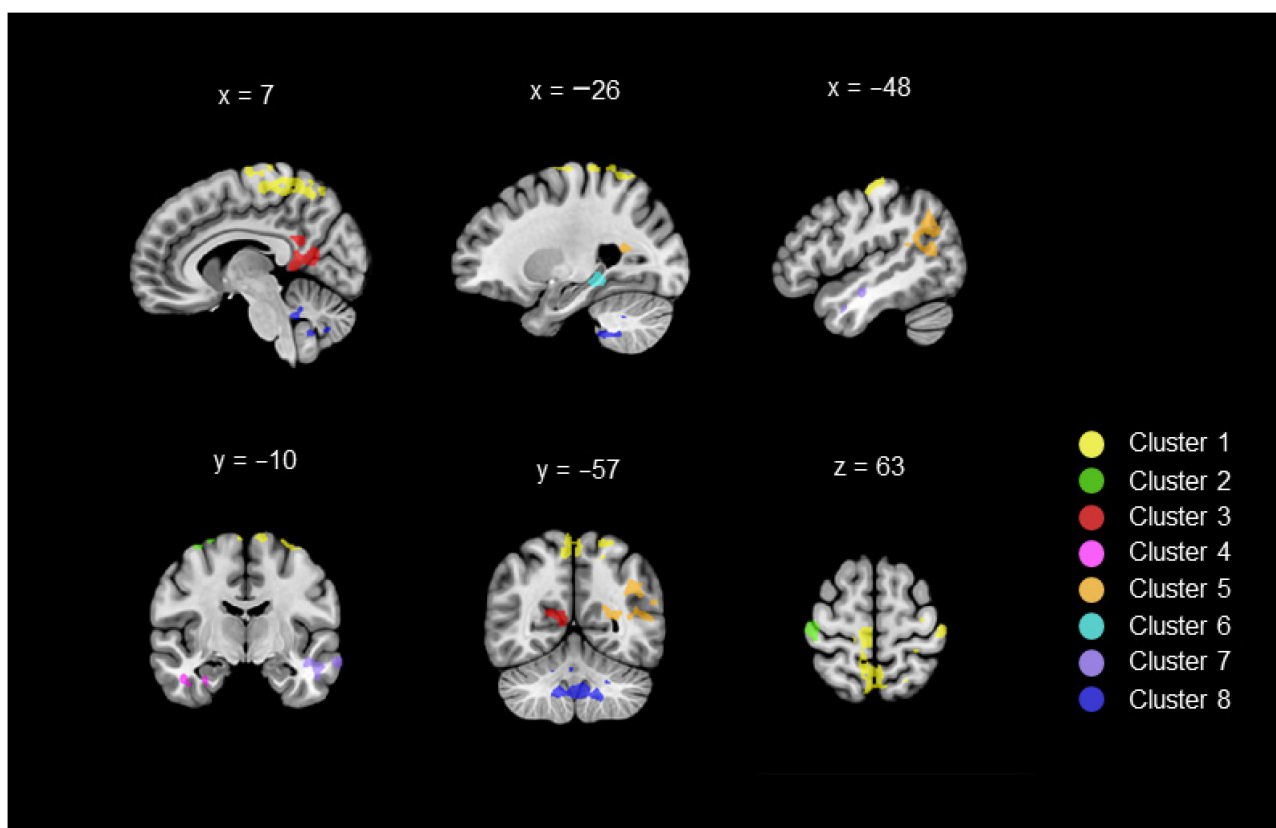 x = 7
x = −26
x = −48
y = −10
y = −57
z = 63
Cluster 1
Cluster 2
Cluster 3
Cluster 4
Cluster 5
Cluster 6
Cluster 7
Cluster 8